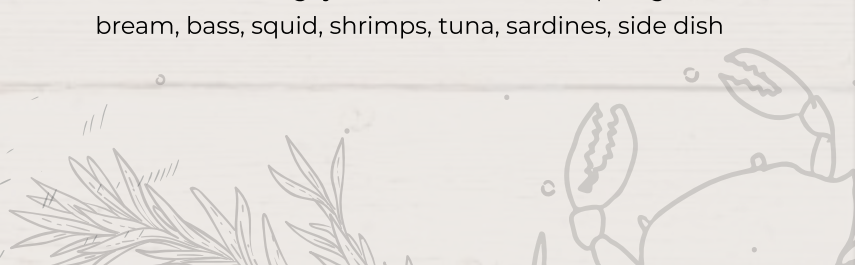 bream, bass, squid, shrimps, tuna, sardines, side dish